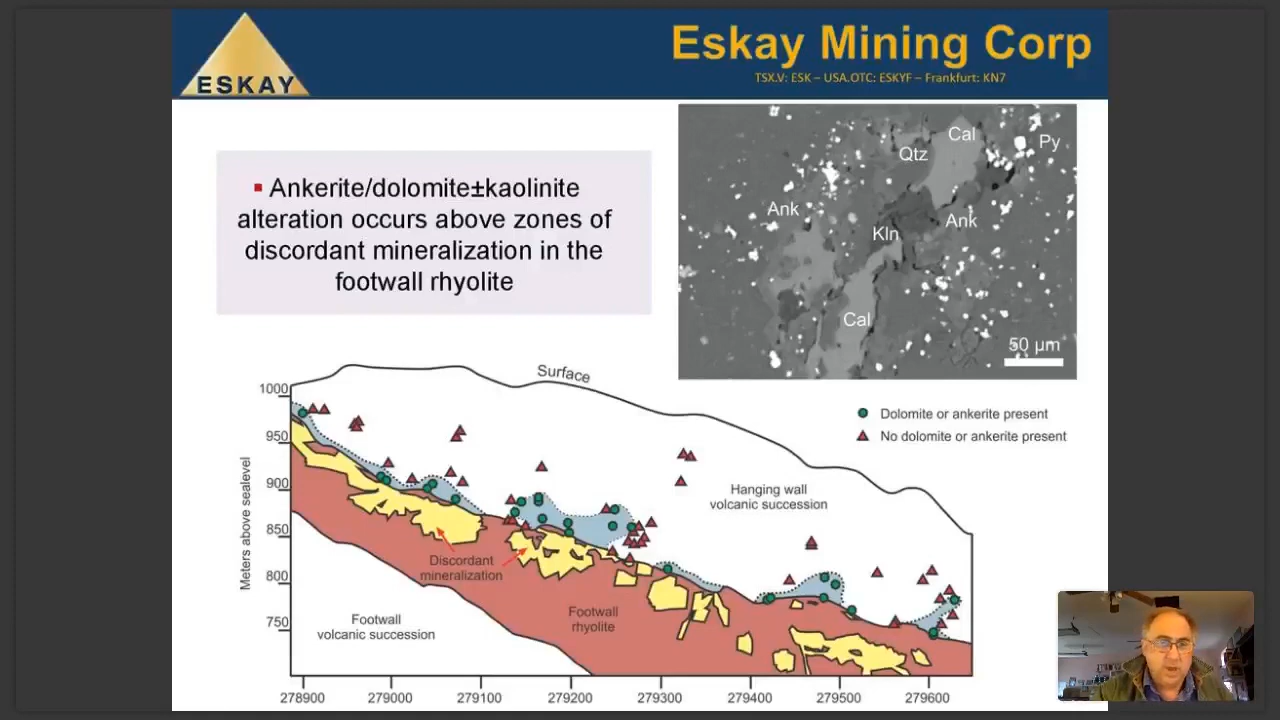 ESKAY
Eskay Mining Corp
TSX.V: ESK – USA.OTC: ESKYF – Frankfurt: KN7
▪ Ankerite/dolomite±kaolinite
alteration occurs above zones of
discordant mineralization in the
footwall rhyolite
Cal
Qtz
Py
Ank
Ank
Kln
Cal
50 µm
Surface
Dolomite or ankerite present
No dolomite or ankerite present
Hanging wall
volcanic succession
Meters above sealevel
1000
950
900
850
800
750
Discordant
mineralization
Footwall
rhyolite
Footwall
volcanic succession
278900 279000 279100 279200 279300 279400 279500 279600